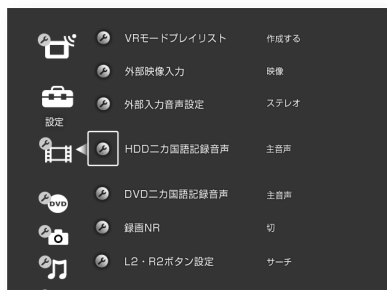 VRモードプレイリスト 作成する
外部映像入力 映像
外部入力音声設定 ステレオ
設定
HDD二カ国語記録音声 主音声
DVD二カ国語記録音声 主音声
DVD
録画NR 切
L2・R2ボタン設定 サーチ